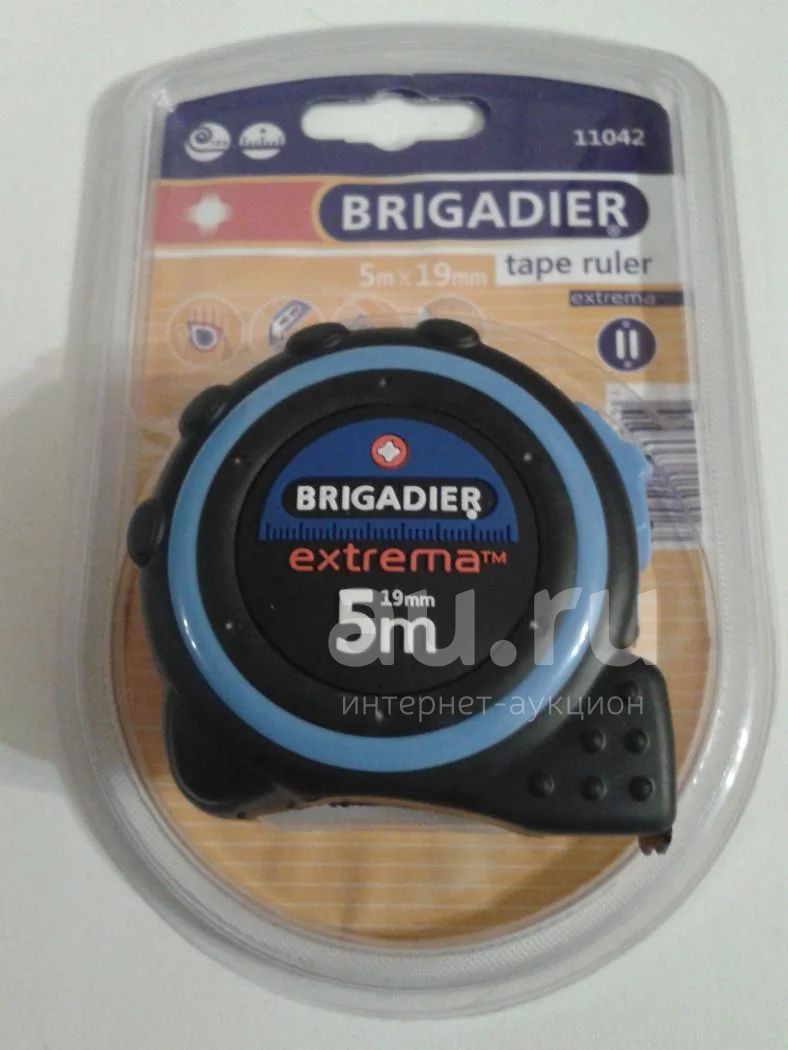 11042
BRIGADIER®
tape ruler
5m x 19mm
extrema
BRIGADIER®
extrema™
19mm
5m
au.ru
интернет-аукцион